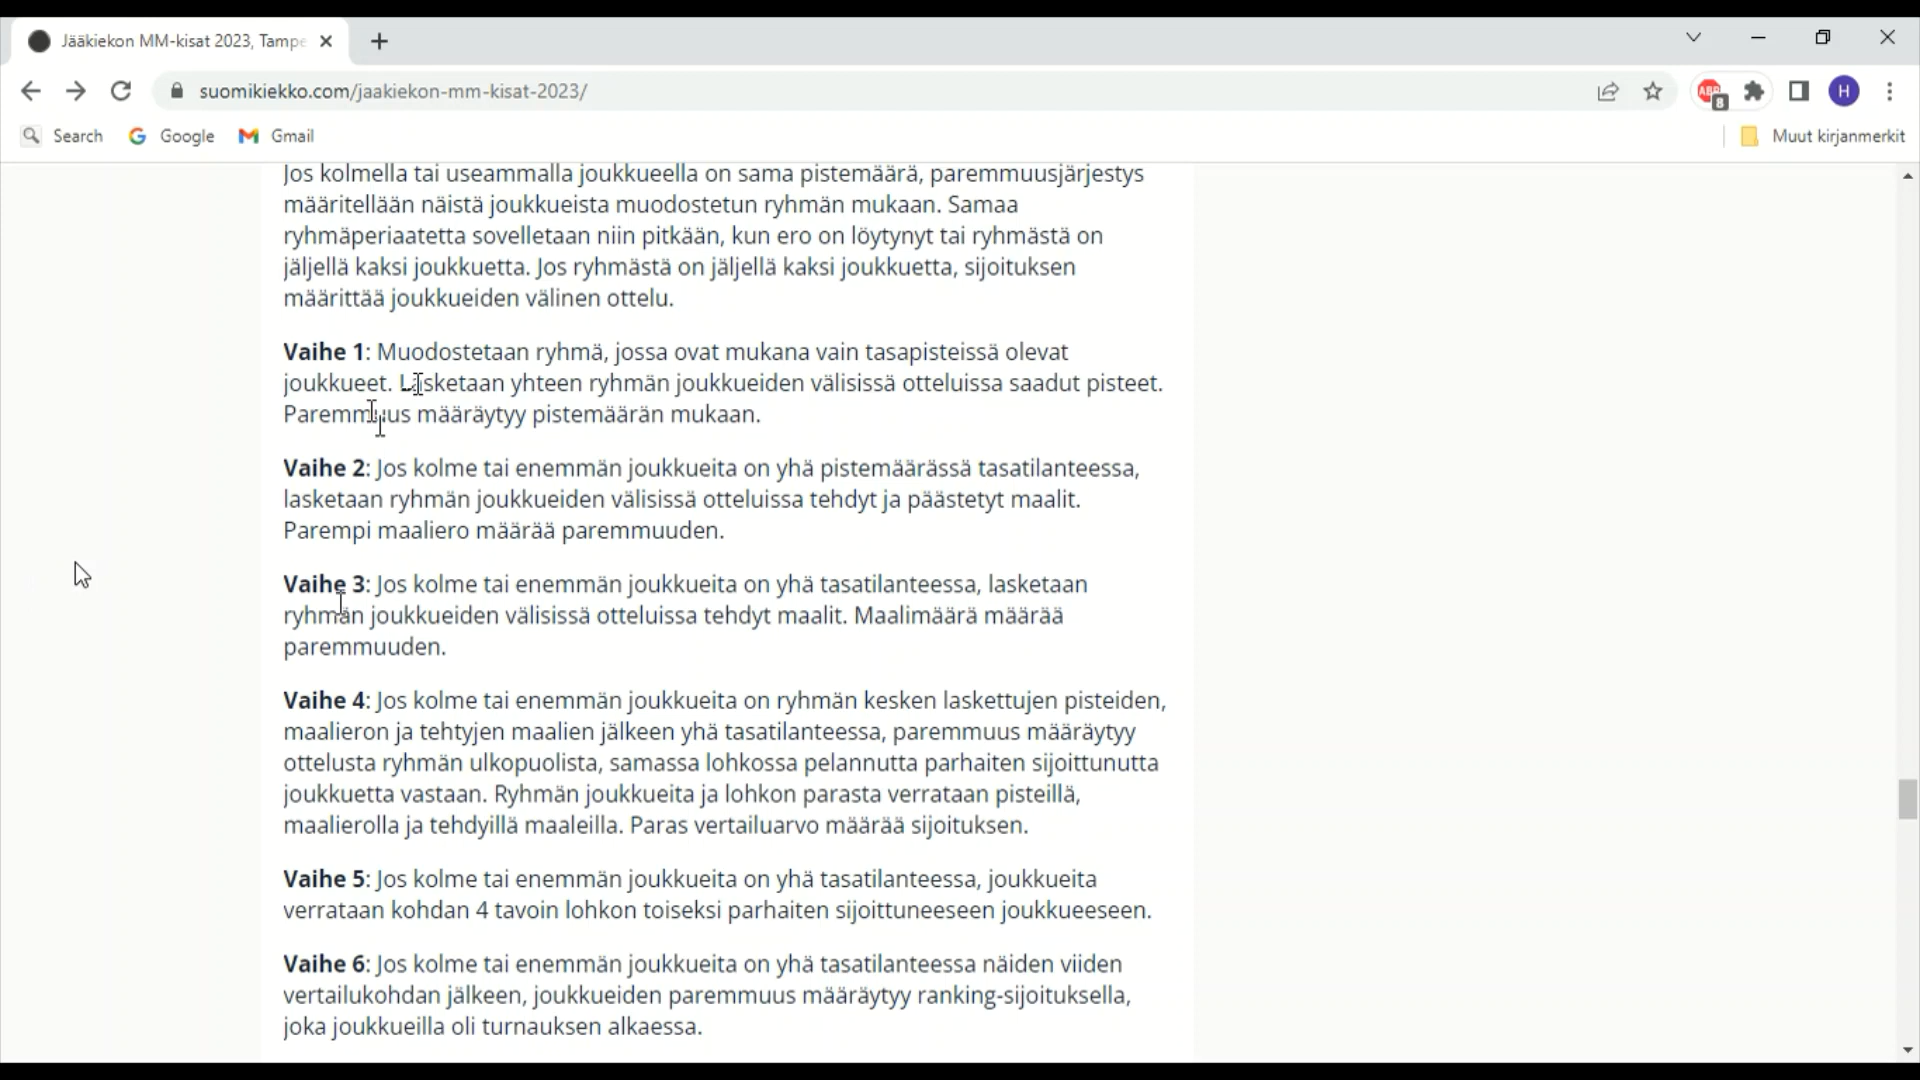 Jääkiekon MM-kisat 2023, Tampe
suomikiekko.com/jaakiekon-mm-kisat-2023/
ABP
8
H
Search Google Gmail Muut kirjanmerkit
Jos kolmella tai useammalla joukkueella on sama pistemäärä, paremmuusjärjestys
määritellään näistä joukkueista muodostetun ryhmän mukaan. Samaa
ryhmäperiaatetta sovelletaan niin pitkään, kun ero on löytynyt tai ryhmästä on
jäljellä kaksi joukkuetta. Jos ryhmästä on jäljellä kaksi joukkuetta, sijoituksen
määrittää joukkueiden välinen ottelu.
Vaihe 1: Muodostetaan ryhmä, jossa ovat mukana vain tasapisteissä olevat
joukkueet. Lasketaan yhteen ryhmän joukkueiden välisissä otteluissa saadut pisteet.
Paremmuus määräytyy pistemäärän mukaan.
Vaihe 2: Jos kolme tai enemmän joukkueita on yhä pistemäärässä tasatilanteessa,
lasketaan ryhmän joukkueiden välisissä otteluissa tehdyt ja päästetyt maalit.
Parempi maaliero määrää paremmuuden.
Vaihe 3: Jos kolme tai enemmän joukkueita on yhä tasatilanteessa, lasketaan
ryhmän joukkueiden välisissä otteluissa tehdyt maalit. Maalimäärä määrää
paremmuuden.
Vaihe 4: Jos kolme tai enemmän joukkueita on ryhmän kesken laskettujen pisteiden,
maalieron ja tehtyjen maalien jälkeen yhä tasatilanteessa, paremmuus määräytyy
ottelusta ryhmän ulkopuolista, samassa lohkossa pelannutta parhaiten sijoittunutta
joukkuetta vastaan. Ryhmän joukkueita ja lohkon parasta verrataan pisteillä,
maalierolla ja tehdyillä maaleilla. Paras vertailuarvo määrää sijoituksen.
Vaihe 5: Jos kolme tai enemmän joukkueita on yhä tasatilanteessa, joukkueita
verrataan kohdan 4 tavoin lohkon toiseksi parhaiten sijoittuneeseen joukkueeseen.
Vaihe 6: Jos kolme tai enemmän joukkueita on yhä tasatilanteessa näiden viiden
vertailukohdan jälkeen, joukkueiden paremmuus määräytyy ranking-sijoituksella,
joka joukkueilla oli turnauksen alkaessa.